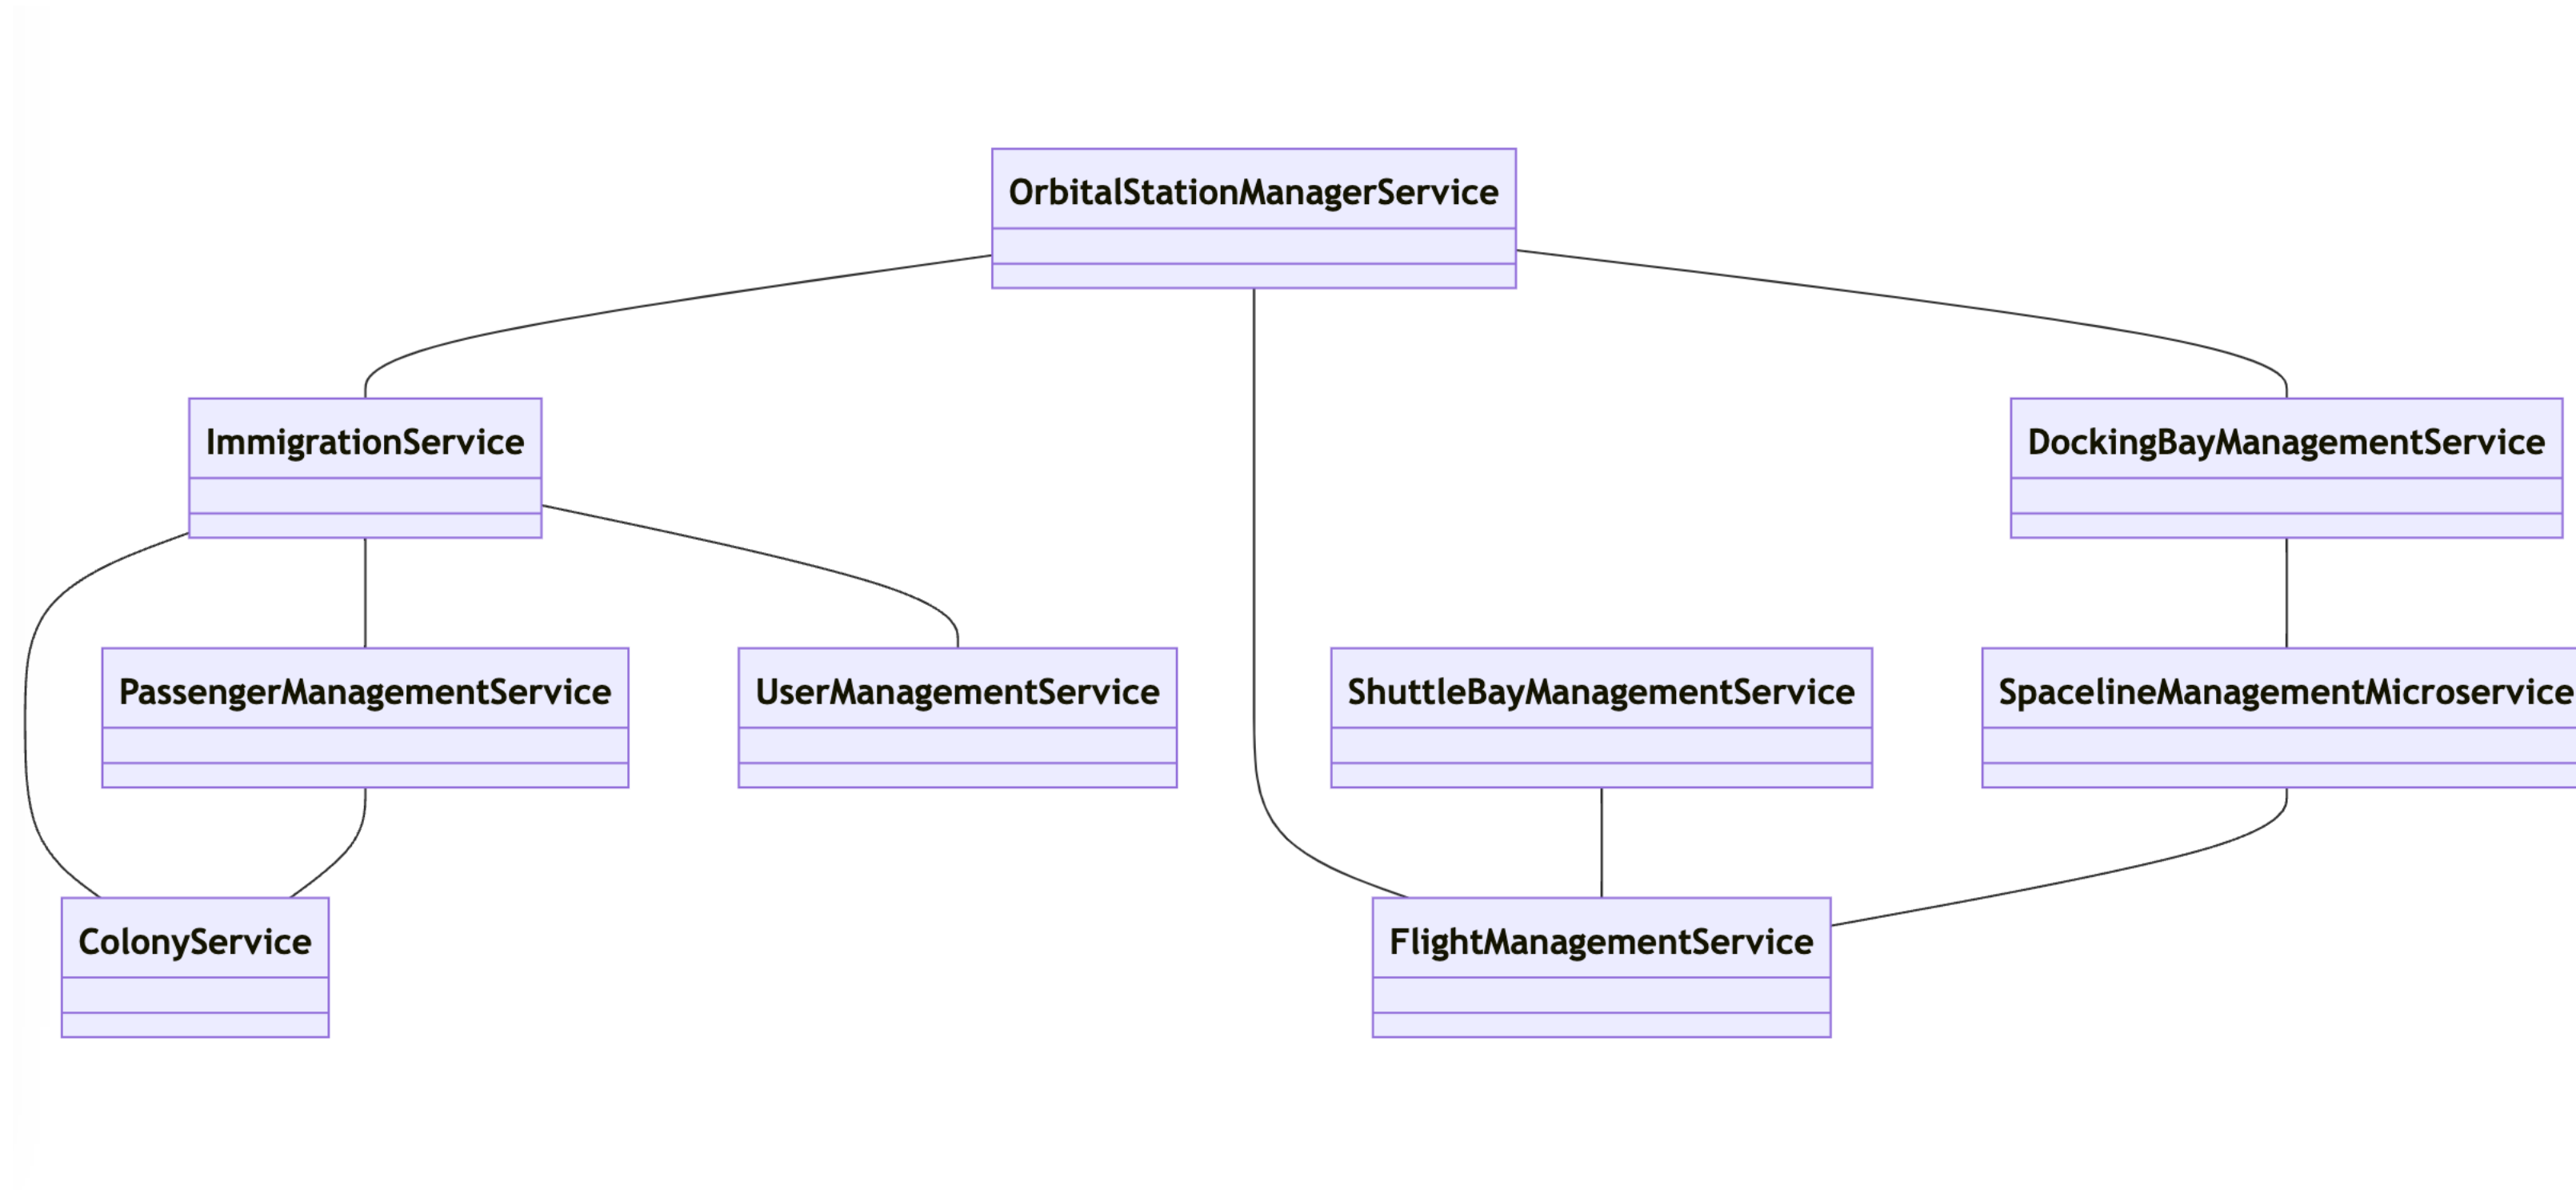 OrbitalStationManagerService
ImmigrationService
DockingBayManagementService
PassengerManagementService
UserManagementService
ShuttleBayManagementService
SpacelineManagementMicroservice
ColonyService
FlightManagementService